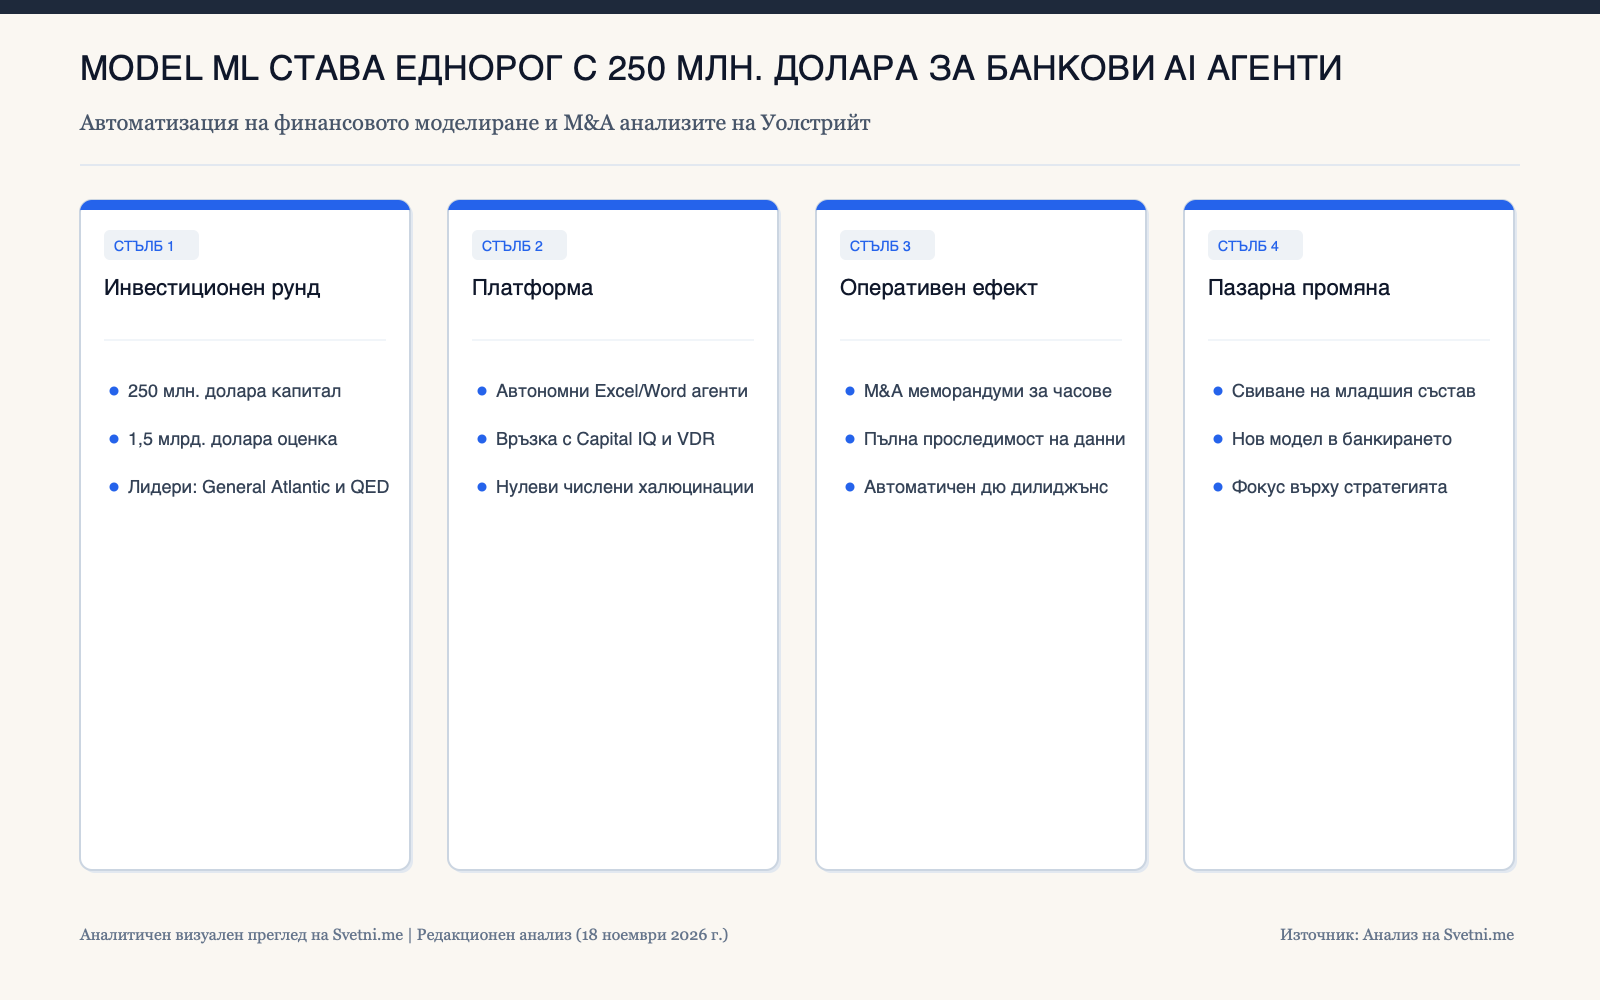 MODEL ML СТАВА ЕДНОРОГ С 250 МЛН. ДОЛАРА ЗА БАНКОВИ AI АГЕНТИ
Автоматизация на финансовото моделиране и M&A анализите на Уолстрийт
СТЪЛБ 1
Инвестиционен рунд
250 млн. долара капитал
1,5 млрд. долара оценка
Лидери: General Atlantic и QED
СТЪЛБ 2
Платформа
Автономни Excel/Word агенти
Връзка с Capital IQ и VDR
Нулеви числени халюцинации
СТЪЛБ 3
Оперативен ефект
M&A меморандуми за часове
Пълна проследимост на данни
Автоматичен дю дилиджънс
СТЪЛБ 4
Пазарна промяна
Свиване на младшия състав
Нов модел в банкирането
Фокус върху стратегията
Аналитичен визуален преглед на Svetni.me | Редакционен анализ (18 ноември 2026 г.)
Източник: Анализ на Svetni.me